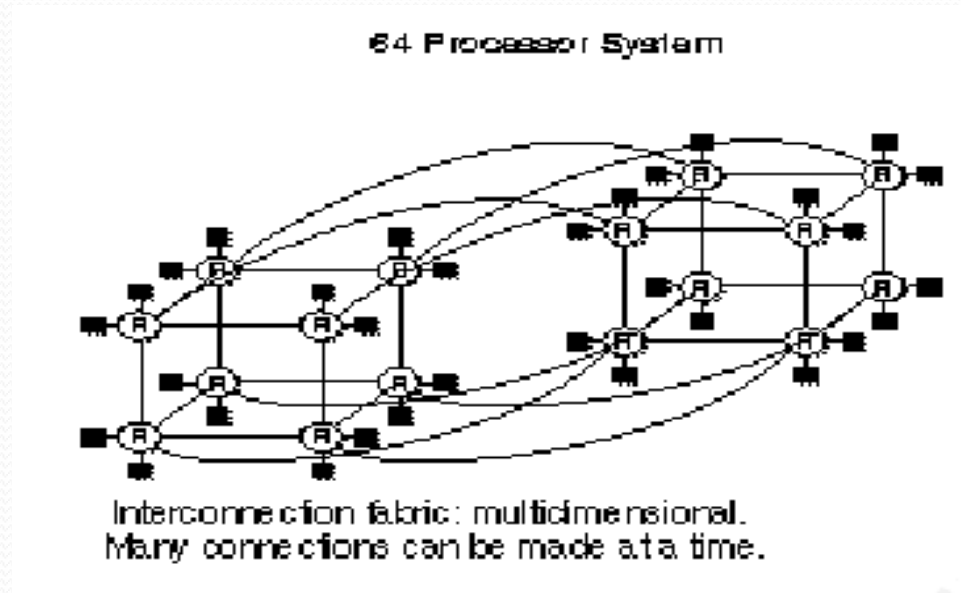 64 Processor System
R R
R R
R R
R R
R R
R R
R R
R R
Interconnection fabric: multidimensional.
Many connections can be made at a time.